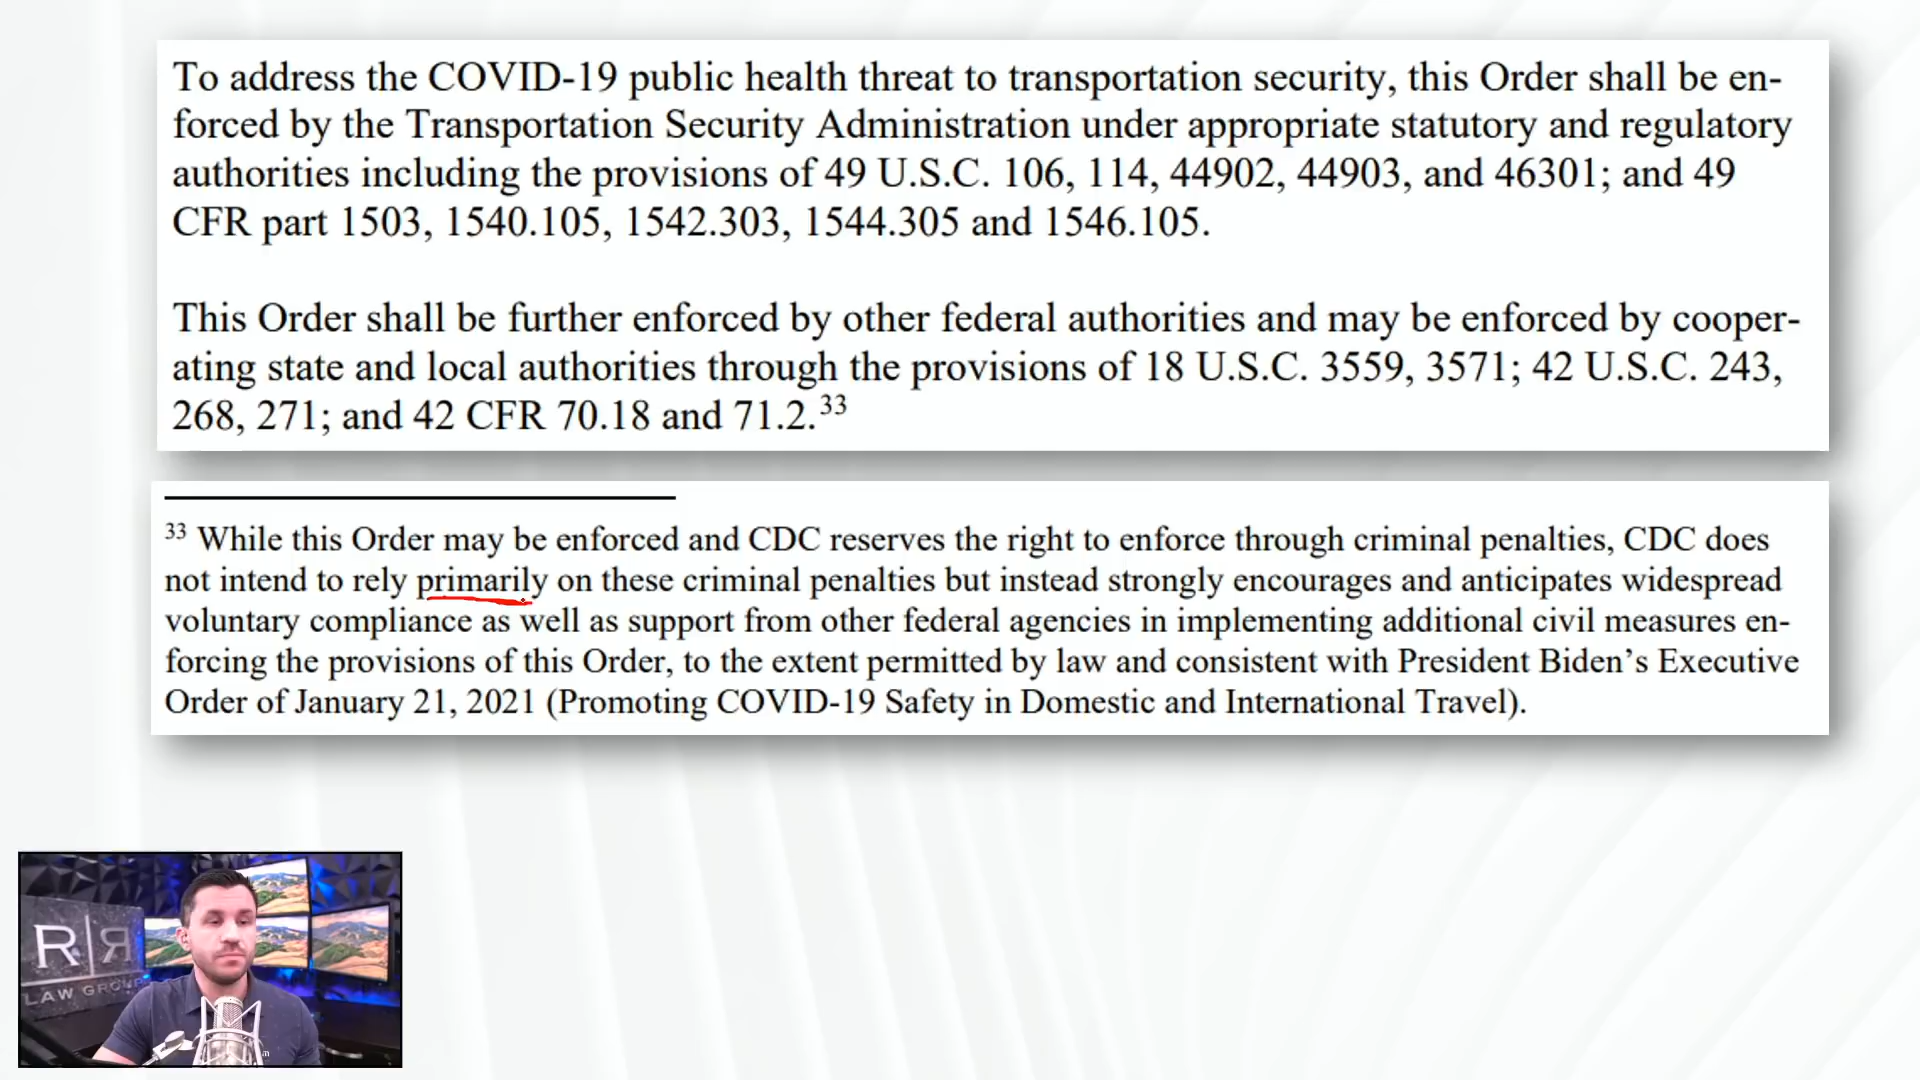 To address the COVID-19 public health threat to transportation security, this Order shall be en-
forced by the Transportation Security Administration under appropriate statutory and regulatory
authorities including the provisions of 49 U.S.C. 106, 114, 44902, 44903, and 46301; and 49
CFR part 1503, 1540.105, 1542.303, 1544.305 and 1546.105.
This Order shall be further enforced by other federal authorities and may be enforced by cooper-
ating state and local authorities through the provisions of 18 U.S.C. 3559, 3571; 42 U.S.C. 243,
268, 271; and 42 CFR 70.18 and 71.2.33
33 While this Order may be enforced and CDC reserves the right to enforce through criminal penalties, CDC does
not intend to rely primarily on these criminal penalties but instead strongly encourages and anticipates widespread
voluntary compliance as well as support from other federal agencies in implementing additional civil measures en-
forcing the provisions of this Order, to the extent permitted by law and consistent with President Biden’s Executive
Order of January 21, 2021 (Promoting COVID-19 Safety in Domestic and International Travel).
R|Я
LAW GROUP